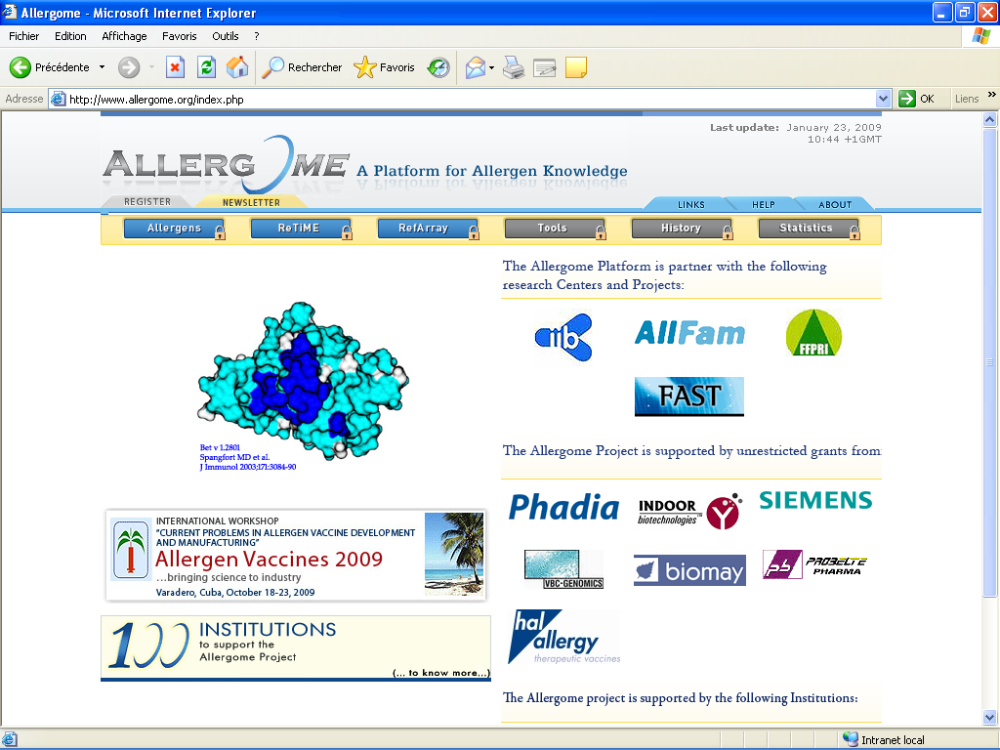 Allergome - Microsoft Internet Explorer
Fichier Edition Affichage Favoris Outils ?
Précédente Rechercher Favoris
Adresse http://www.allergome.org/index.php OK Liens »
Last update: January 23, 2009
10:44 +1GMT
ALLERGOME A Platform for Allergen Knowledge
REGISTER NEWSLETTER LINKS HELP ABOUT
Allergens ReTiME RefArray Tools History Statistics
The Allergome Platform is partner with the following
research Centers and Projects:
iib AllFam FFPRI
FAST
Bet v 1.2801
Spangfort MD et al.
J Immunol 2003;171:3084-90
The Allergome Project is supported by unrestricted grants from:
Phadia INDOOR biotechnologies™ SIEMENS
VBC-GENOMICS biomay pb PROBELTE PHARMA
hal allergy
therapeutic vaccines
INTERNATIONAL WORKSHOP
"CURRENT PROBLEMS IN ALLERGEN VACCINE DEVELOPMENT
AND MANUFACTURING"
Allergen Vaccines 2009
...bringing science to industry
Varadero, Cuba, October 18-23, 2009
100 INSTITUTIONS
to support the
Allergome Project
(... to know more...)
The Allergome project is supported by the following Institutions:
Intranet local